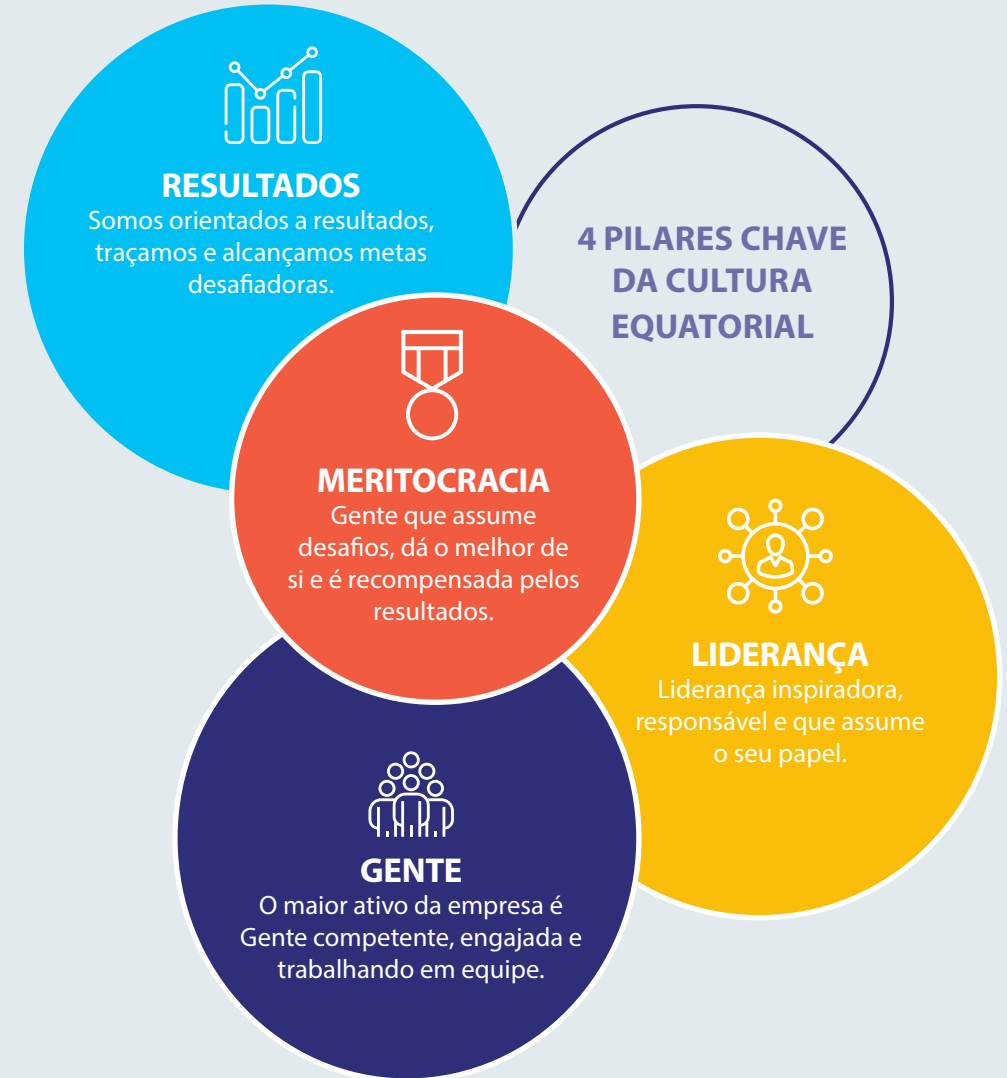 RESULTADOS
Somos orientados a resultados,
traçamos e alcançamos metas
desafiadoras.
4 PILARES CHAVE
DA CULTURA
EQUATORIAL
MERITOCRACIA
Gente que assume
desafios, dá o melhor de
si e é recompensada pelos
resultados.
LIDERANÇA
Liderança inspiradora,
responsável e que assume
o seu papel.
GENTE
O maior ativo da empresa é
Gente competente, engajada e
trabalhando em equipe.